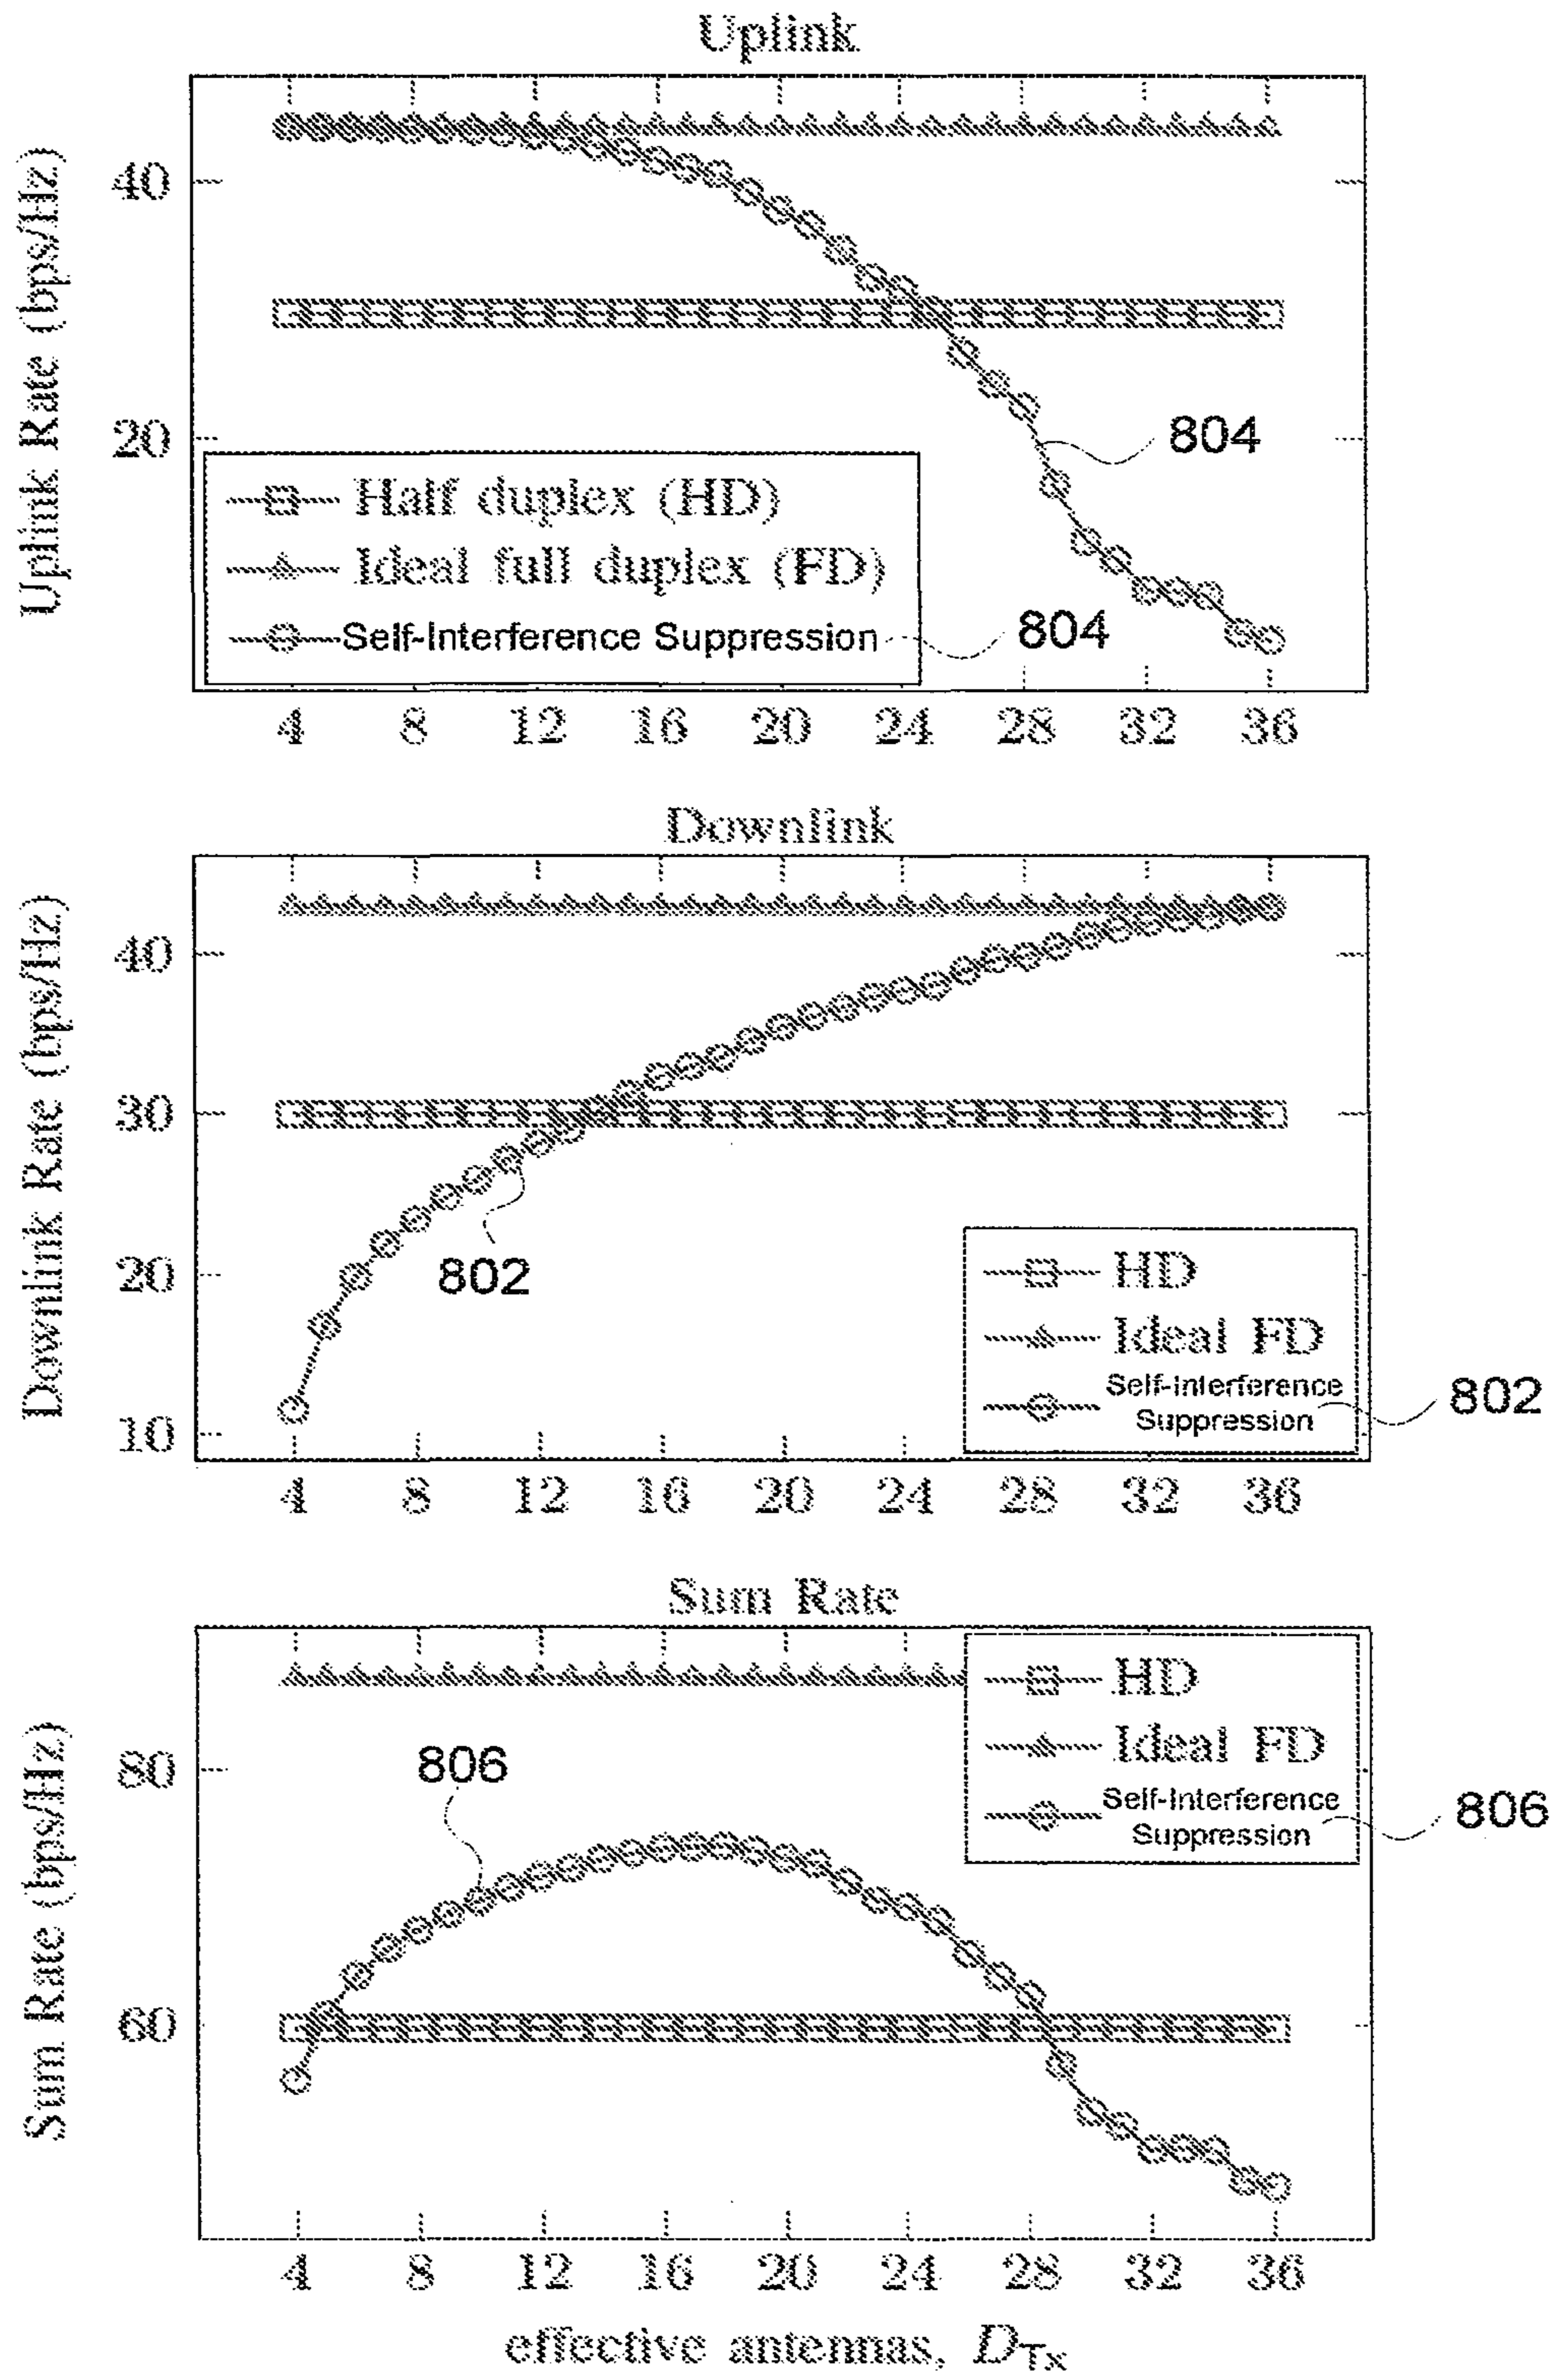 Uplink
Uplink Rate (bps/Hz)
40
20
Half duplex (HD)
Ideal full duplex (FD)
Self-Interference Suppression
804
804
4 8 12 16 20 24 28 32 36
Downlink
Downlink Rate (bps/Hz)
40
30
20
10
802
HD
Ideal FD
Self-Interference
Suppression
802
4 8 12 16 20 24 28 32 36
Sum Rate
Sum Rate (bps/Hz)
80
60
806
HD
Ideal FD
Self-Interference
Suppression
806
4 8 12 16 20 24 28 32 36
effective antennas, D_Tx